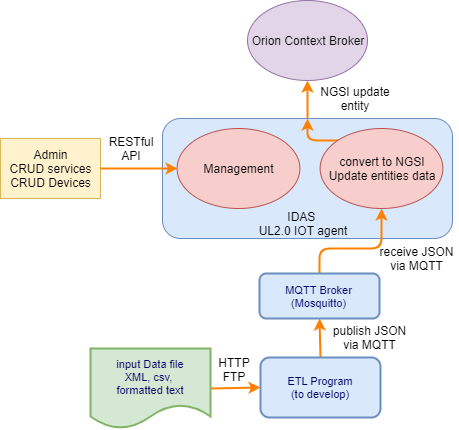 Orion Context Broker
NGSI update
entity
RESTful
API
Admin
CRUD services
CRUD Devices
Management
convert to NGSI
Update entities data
IDAS
UL2.0 IOT agent
receive JSON
via MQTT
MQTT Broker
(Mosquitto)
publish JSON
via MQTT
input Data file
XML, csv,
formatted text
HTTP
FTP
ETL Program
(to develop)